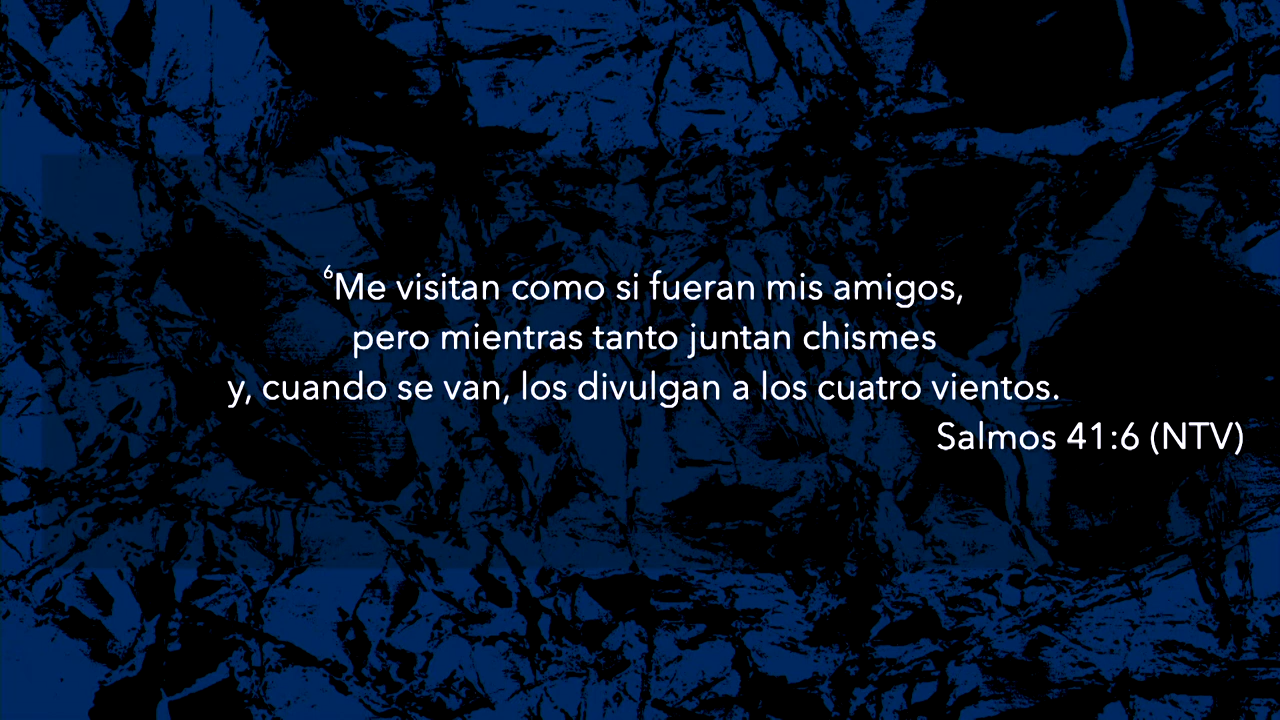 ⁶Me visitan como si fueran mis amigos,
pero mientras tanto juntan chismes
y, cuando se van, los divulgan a los cuatro vientos.
Salmos 41:6 (NTV)